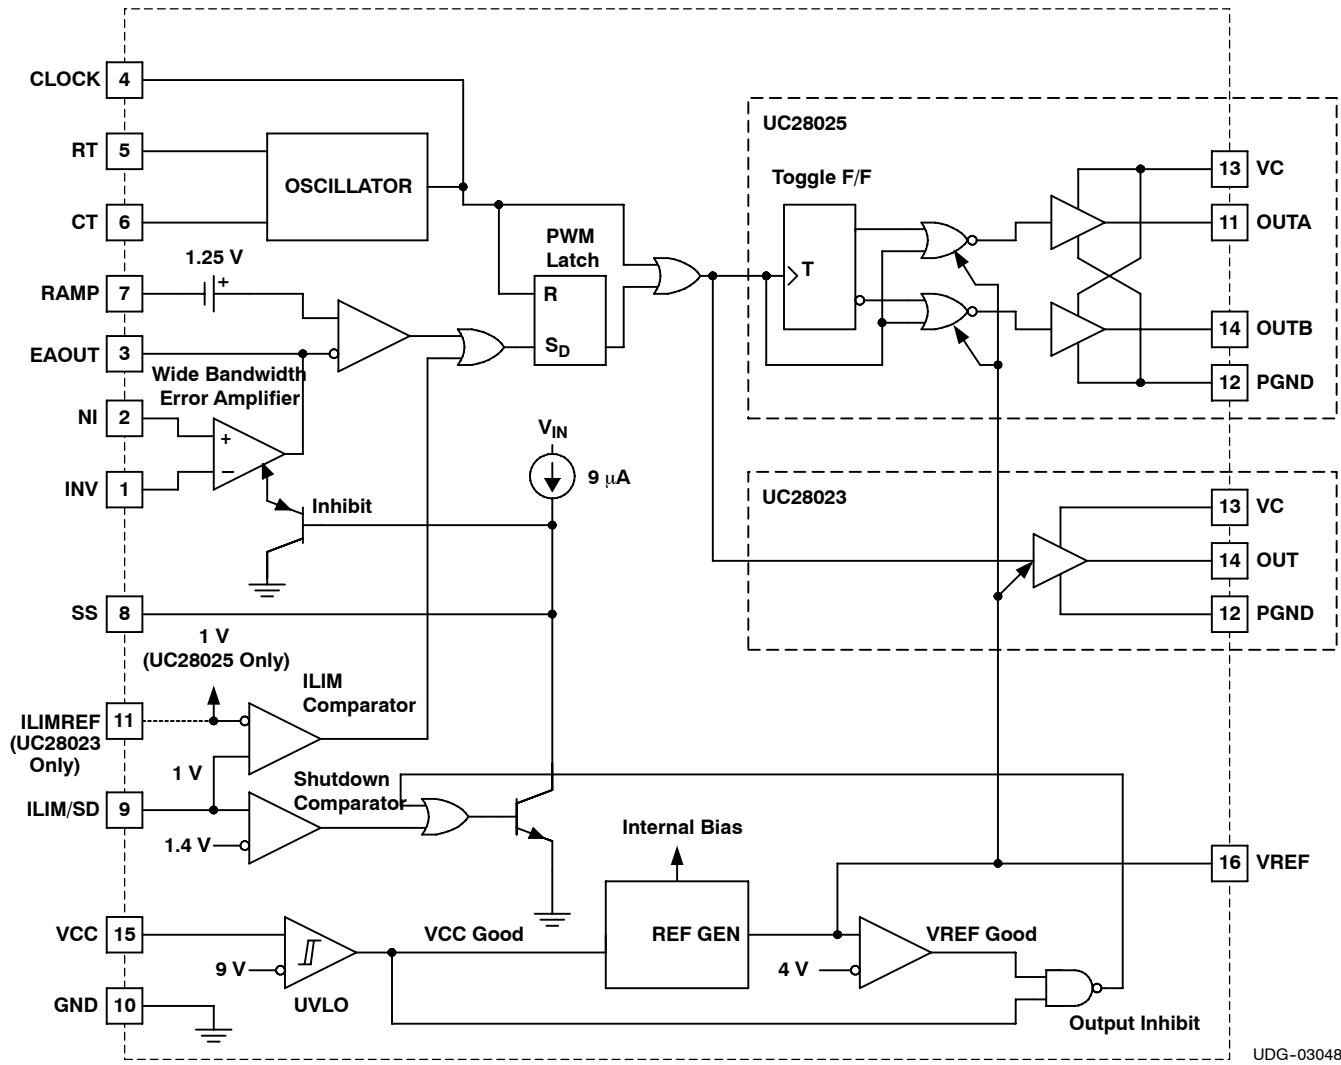 CLOCK 4
RT 5
CT 6
OSCILLATOR
1.25 V
+
RAMP 7
EAOUT 3
Wide Bandwidth
Error Amplifier
NI 2
+
−
INV 1
Inhibit
PWM
Latch
R
SD
VIN
9 μA
SS 8
1 V
(UC28025 Only)
ILIM
Comparator
ILIMREF 11
(UC28023
Only)
1 V
Shutdown
Comparator
ILIM/SD 9
1.4 V
Internal Bias
VCC 15
9 V
UVLO
VCC Good
REF GEN
4 V
VREF Good
Output Inhibit
GND 10
UC28025
Toggle F/F
T
13 VC
11 OUTA
14 OUTB
12 PGND
UC28023
13 VC
14 OUT
12 PGND
16 VREF
UDG-03048